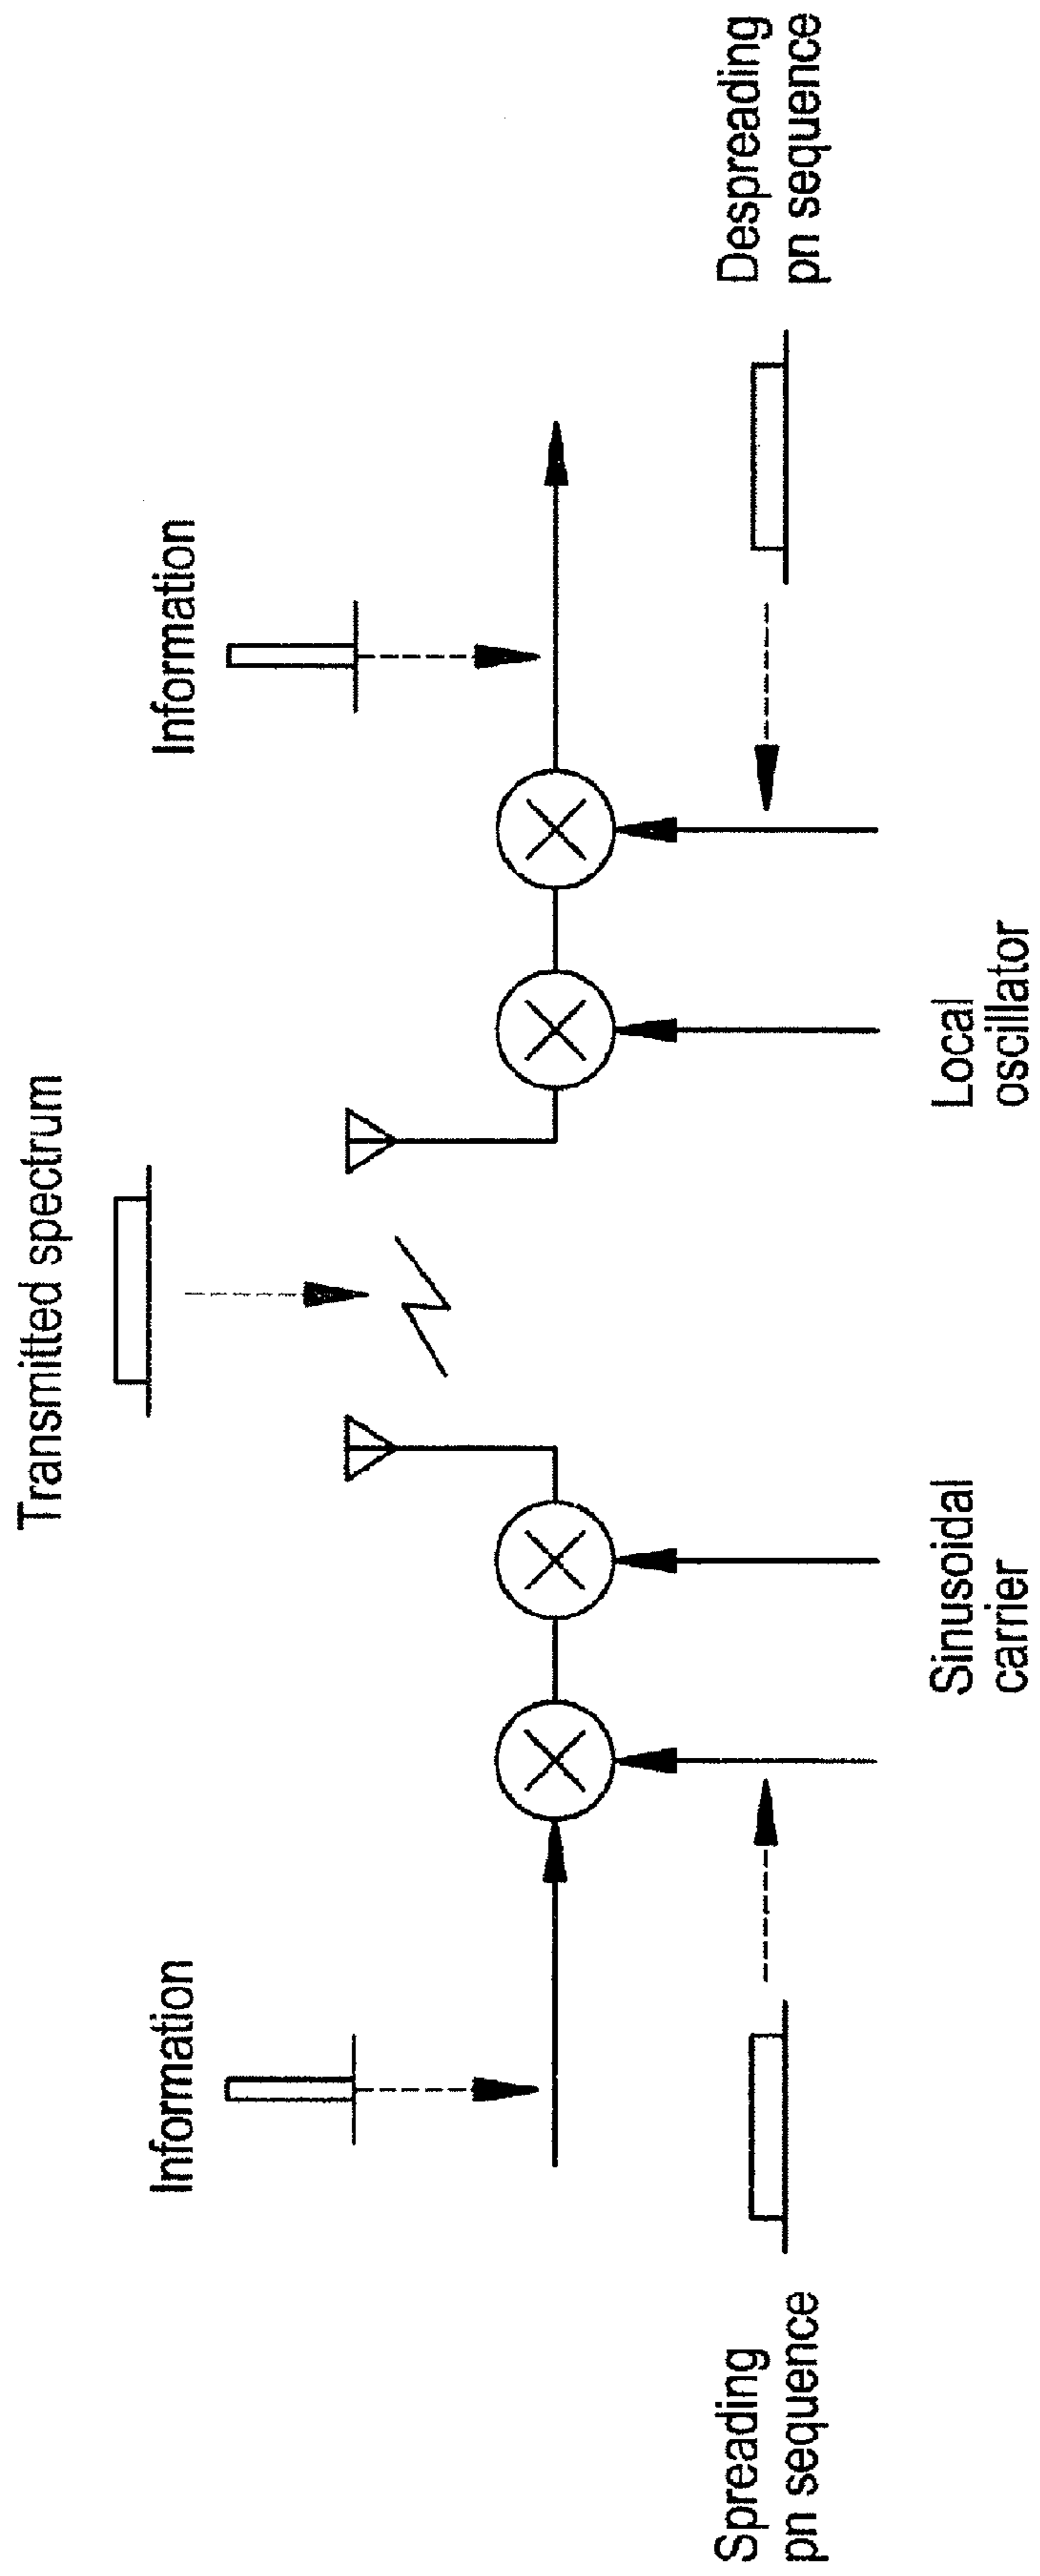 Transmitted spectrum
Information
Information
Spreading
pn sequence
Sinusoidal
carrier
Local
oscillator
Despreading
pn sequence